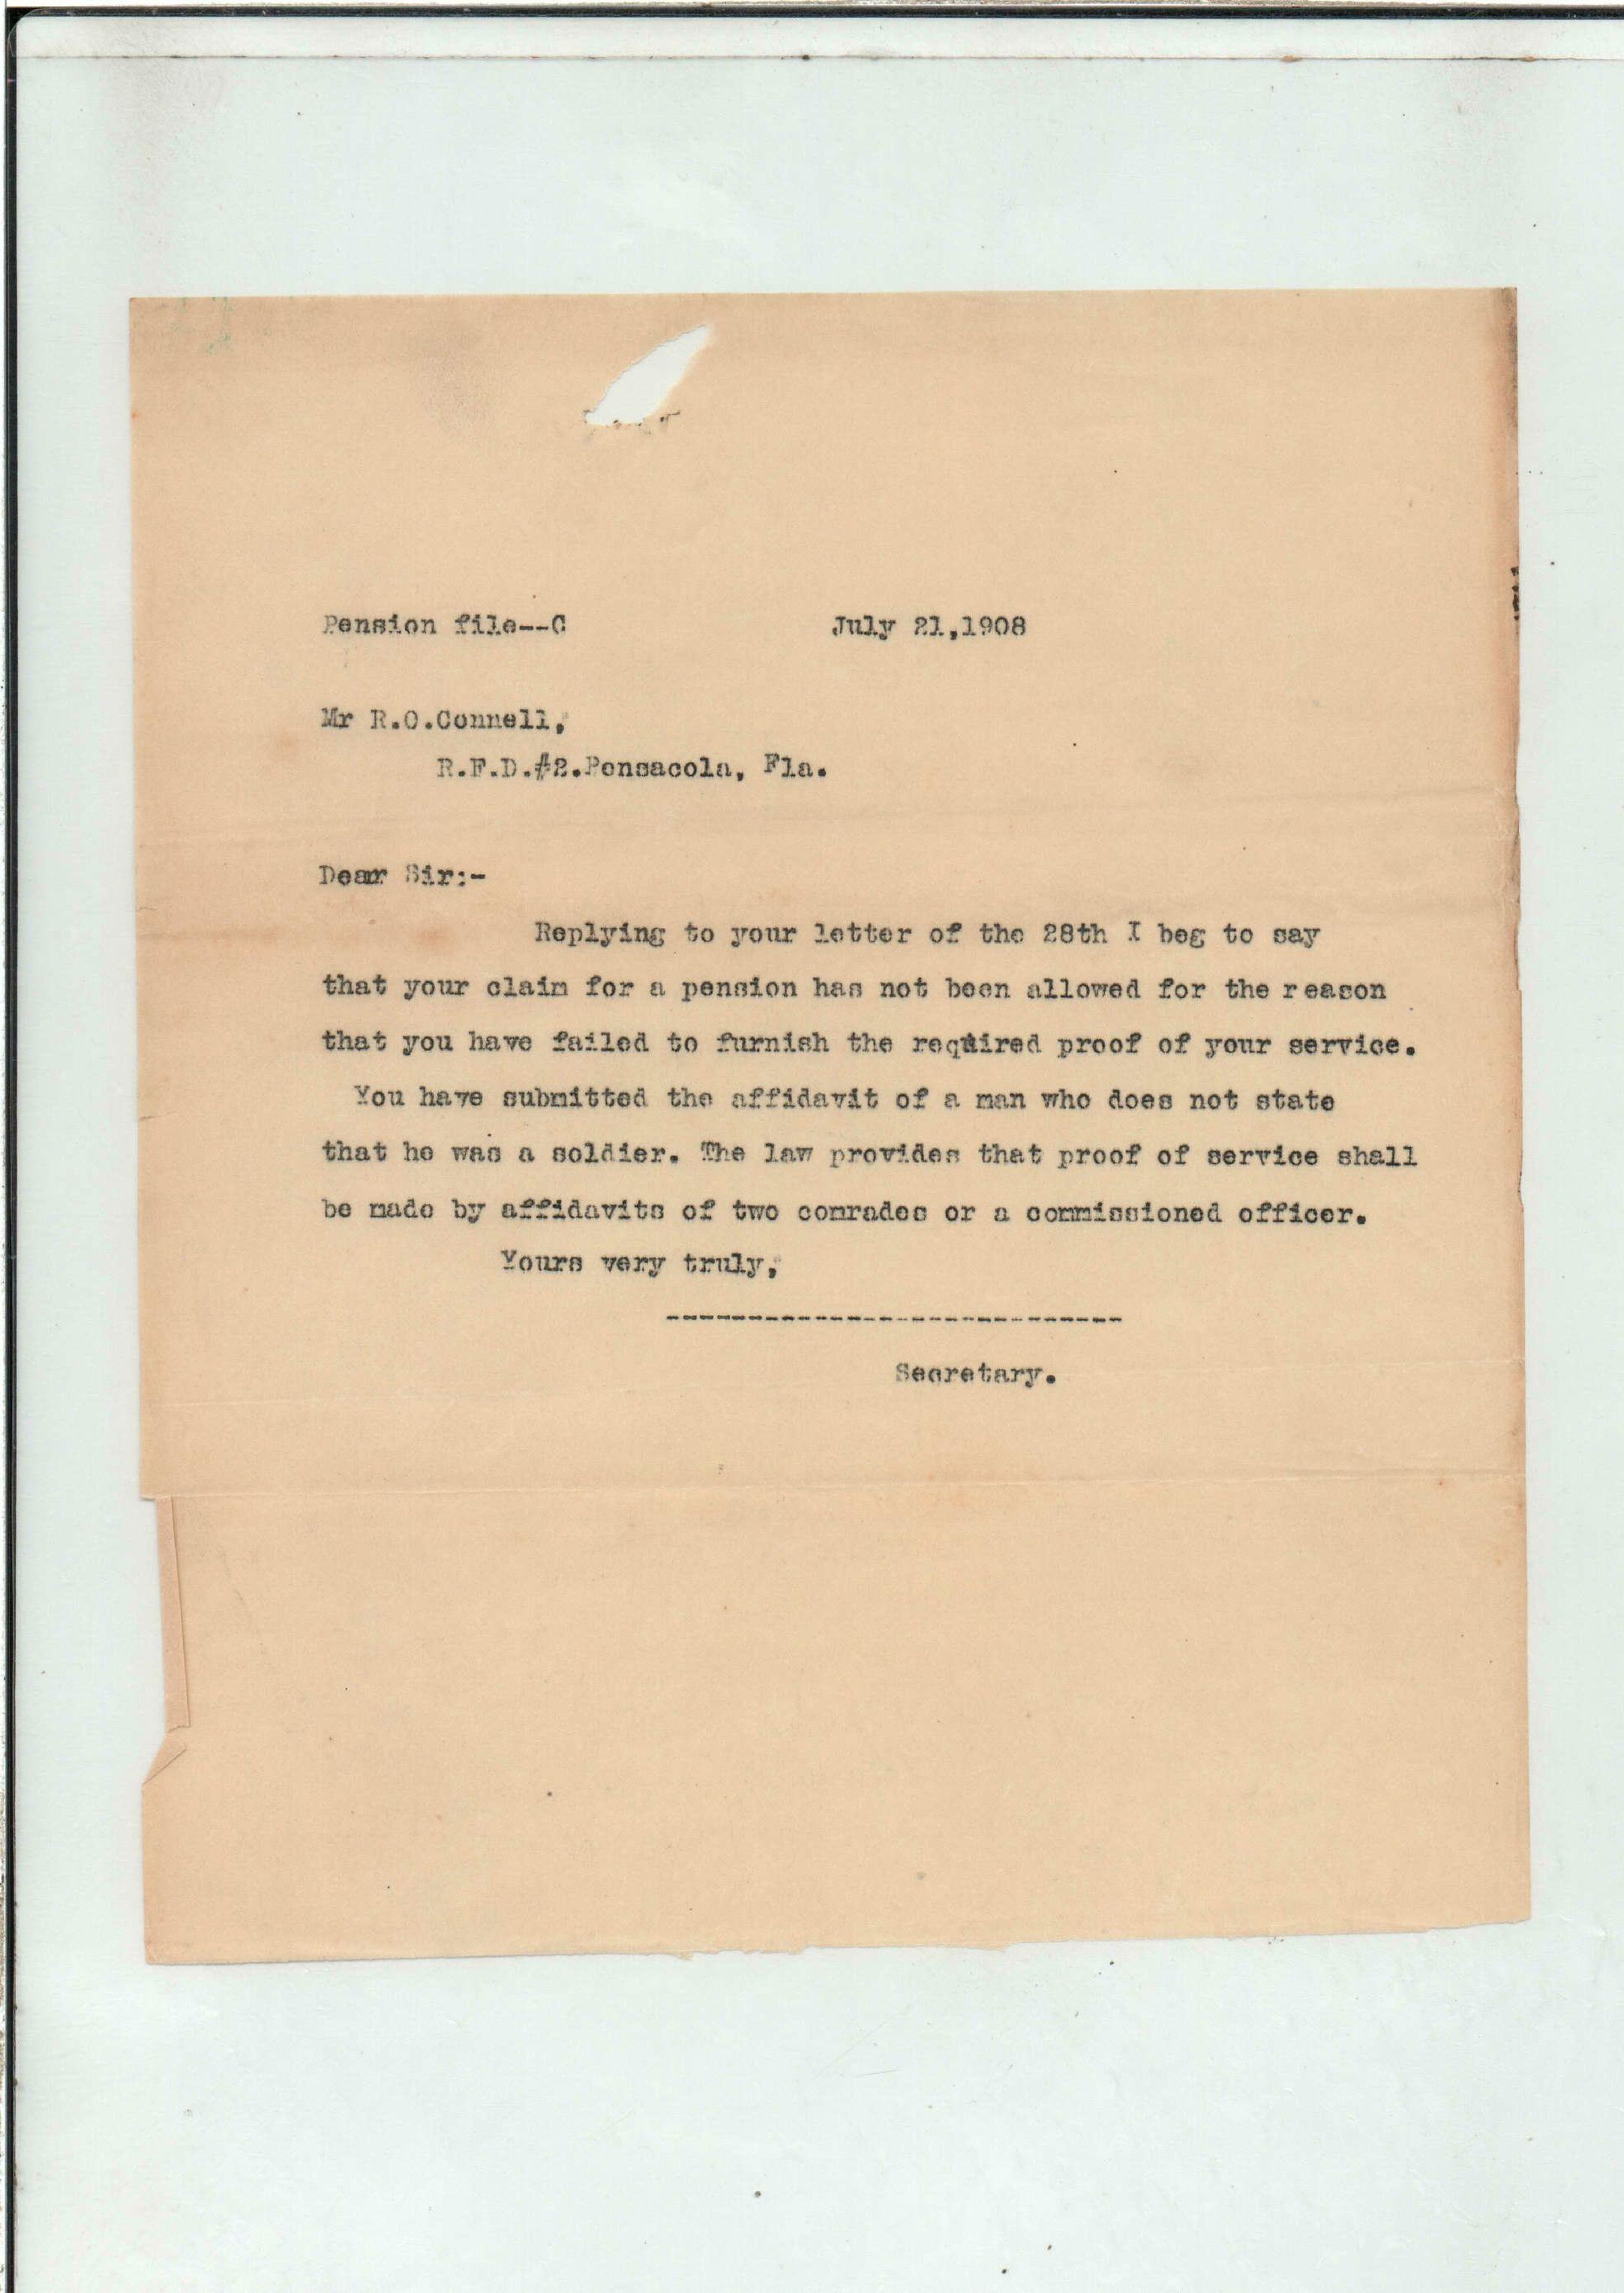 Pension file--C July 21,1908
Mr R.C.Connell,
R.F.D.#2.Pensacola, Fla.
Dear Sir:-
Replying to your letter of the 28th I beg to say
that your claim for a pension has not been allowed for the reason
that you have failed to furnish the required proof of your service.
You have submitted the affidavit of a man who does not state
that he was a soldier. The law provides that proof of service shall
be made by affidavits of two comrades or a commissioned officer.
Yours very truly,
----------------------------
Secretary.